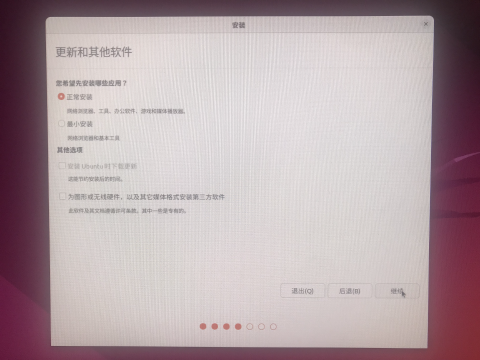 安装
更新和其他软件
您希望先安装哪些应用？
正常安装
网络浏览器、工具、办公软件、游戏和媒体播放器。
最小安装
网络浏览器和基本工具
其他选项
安装 Ubuntu 时下载更新
这能节约安装后的时间。
为图形或无线硬件，以及其它媒体格式安装第三方软件
此软件及其文档遵循许可条款。其中一些是专有的。
退出(Q)
后退(B)
继续